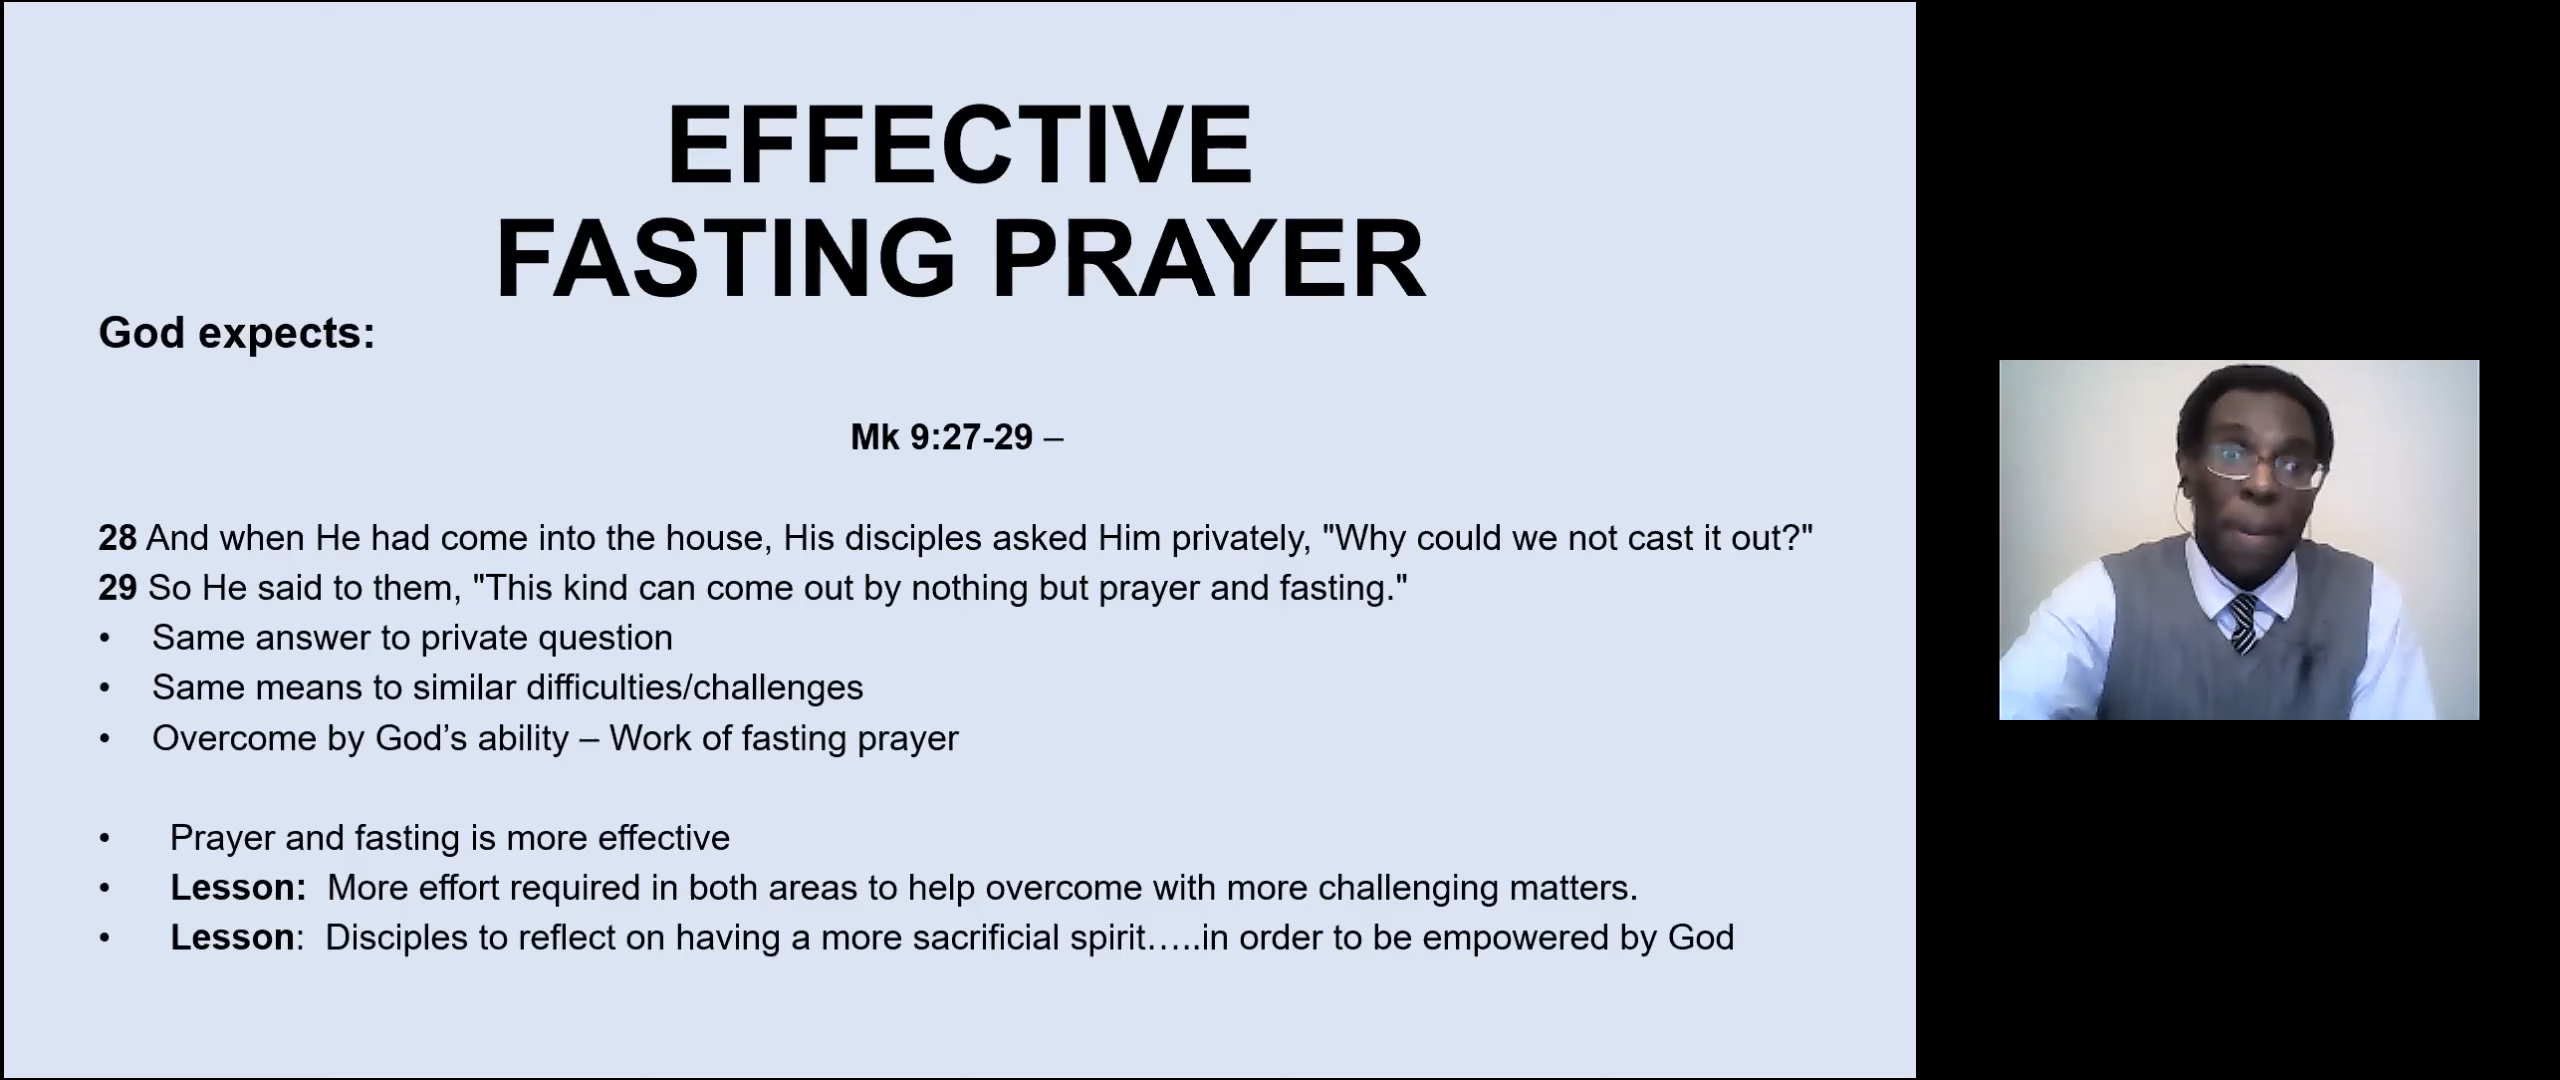 EFFECTIVE
FASTING PRAYER
God expects:
Mk 9:27-29 –
28 And when He had come into the house, His disciples asked Him privately, "Why could we not cast it out?"
29 So He said to them, "This kind can come out by nothing but prayer and fasting."
• Same answer to private question
• Same means to similar difficulties/challenges
• Overcome by God’s ability – Work of fasting prayer
• Prayer and fasting is more effective
• Lesson: More effort required in both areas to help overcome with more challenging matters.
• Lesson: Disciples to reflect on having a more sacrificial spirit…..in order to be empowered by God